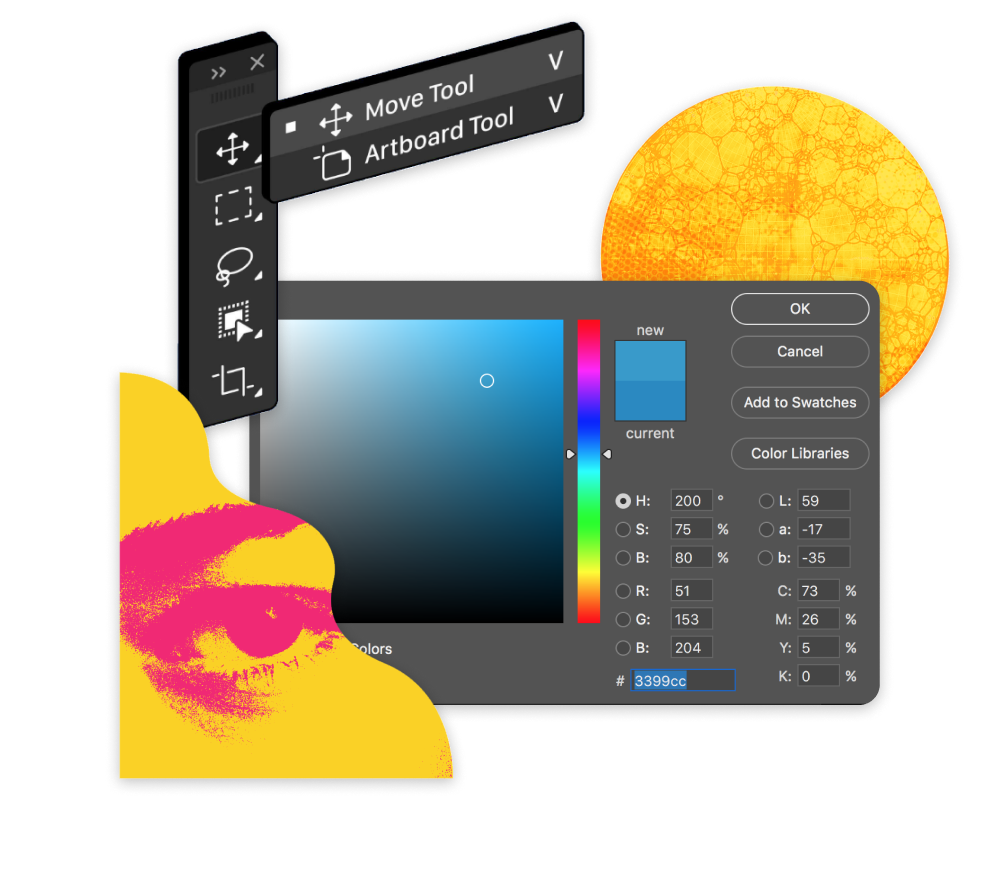 Move Tool V
Artboard Tool V
OK
new
Cancel
Add to Swatches
current
Color Libraries
H: 200 °
L: 59
S: 75 %
a: -17
B: 80 %
b: -35
R: 51
C: 73 %
G: 153
M: 26 %
B: 204
Y: 5 %
Colors
# 3399cc
K: 0 %